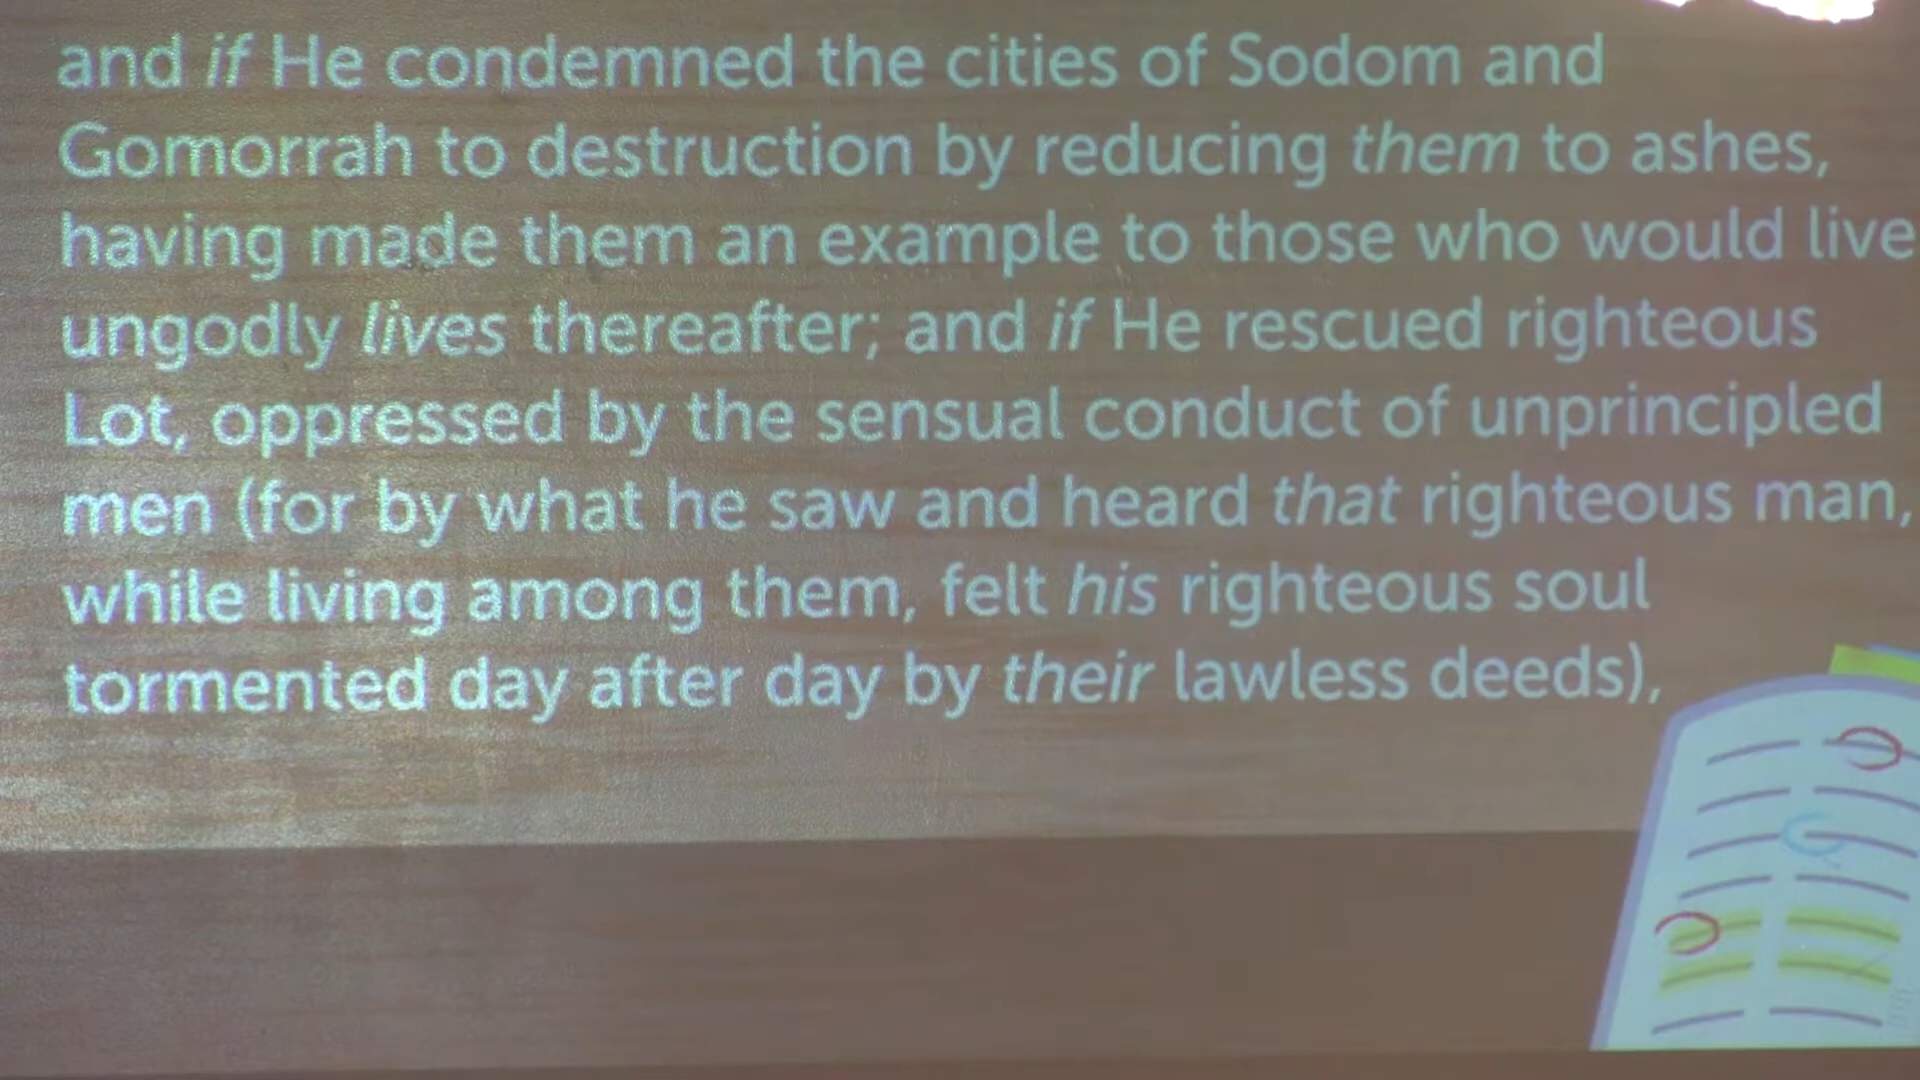 and if He condemned the cities of Sodom and
Gomorrah to destruction by reducing them to ashes,
having made them an example to those who would live
ungodly lives thereafter; and if He rescued righteous
Lot, oppressed by the sensual conduct of unprincipled
men (for by what he saw and heard that righteous man,
while living among them, felt his righteous soul
tormented day after day by their lawless deeds),